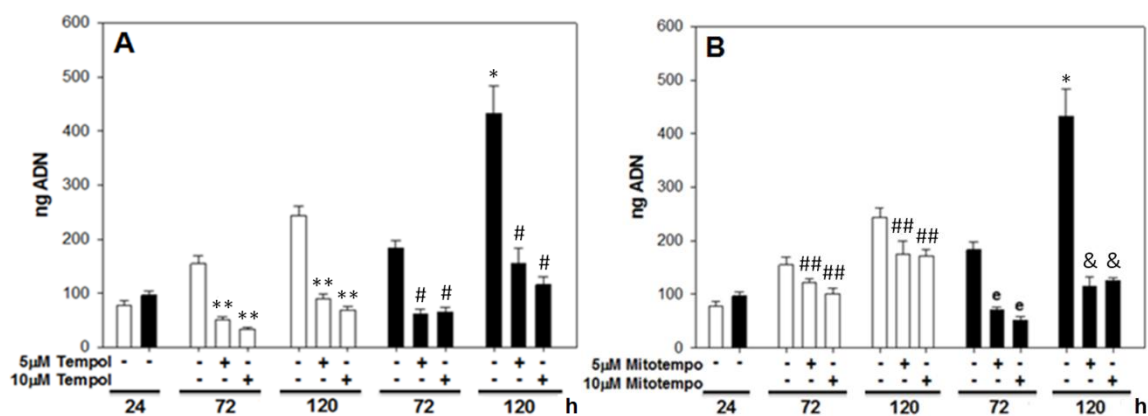 A
600
500
400
300
200
100
0
ng ADN
*
** ** ** ** # # # #
5µM Tempol - - - + - - + - - + - - + -
10µM Tempol - - + - - + - - + - - +
24 72 120 72 120 h
B
600
500
400
300
200
100
0
ng ADN
*
## ## ## ## e e & &
5µM Mitotempo - - - + - - + - - + - - + -
10µM Mitotempo - - + - - + - - + - - +
24 72 120 72 120 h